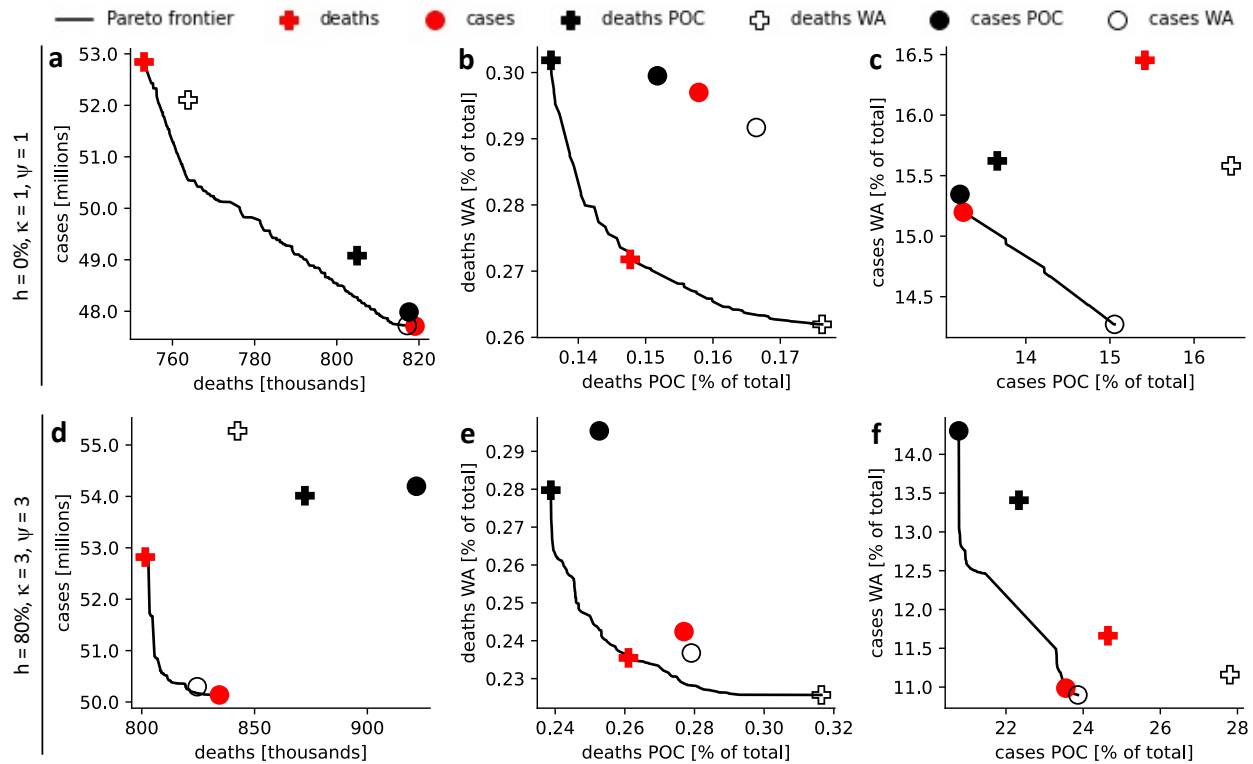 Pareto frontier deaths cases deaths POC deaths WA cases POC cases WA
h = 0%, κ = 1, ψ = 1
a
53.0
52.0
51.0
50.0
49.0
48.0
cases [millions]
760 780 800 820
deaths [thousands]
b
0.30
0.29
0.28
0.27
0.26
deaths WA [% of total]
0.14 0.15 0.16 0.17
deaths POC [% of total]
c
16.5
16.0
15.5
15.0
14.5
cases WA [% of total]
14 15 16
cases POC [% of total]
h = 80%, κ = 3, ψ = 3
d
55.0
54.0
53.0
52.0
51.0
50.0
cases [millions]
800 850 900
deaths [thousands]
e
0.29
0.28
0.27
0.26
0.25
0.24
0.23
deaths WA [% of total]
0.24 0.26 0.28 0.30 0.32
deaths POC [% of total]
f
14.0
13.5
13.0
12.5
12.0
11.5
11.0
cases WA [% of total]
22 24 26 28
cases POC [% of total]